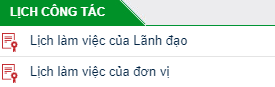 LỊCH CÔNG TÁC
Lịch làm việc của Lãnh đạo
Lịch làm việc của đơn vị